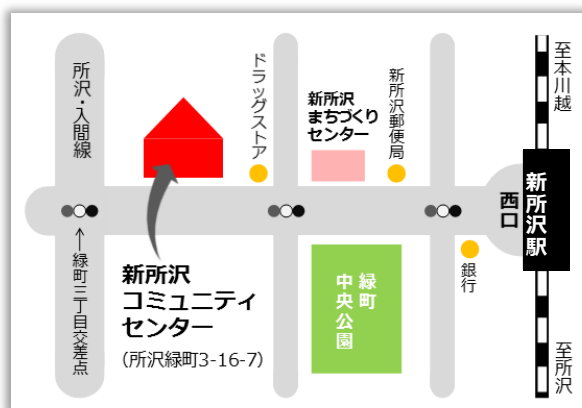 所沢・入間線
ドラッグストア
新所沢
まちづくり
センター
新所沢郵便局
至本川越
新所沢駅
西口
←緑町三丁目交差点
新所沢
コミュニティ
センター
(所沢緑町3-16-7)
緑町
中央公園
銀行
至所沢